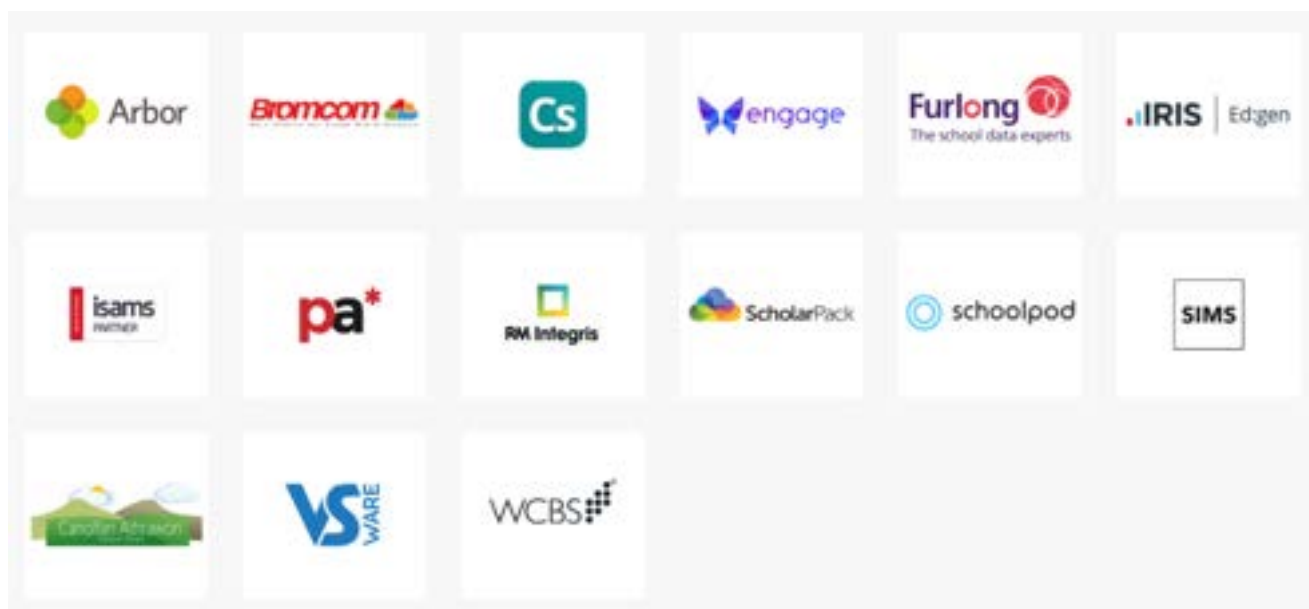 Arbor
Bromcom
Cs
engage
Furlong
The school data experts
IRIS | Ed:gen
isams
PARTNER
pa*
RM Integris
ScholarPack
schoolpod
SIMS
Canolfan
VS
WARE
WCBS